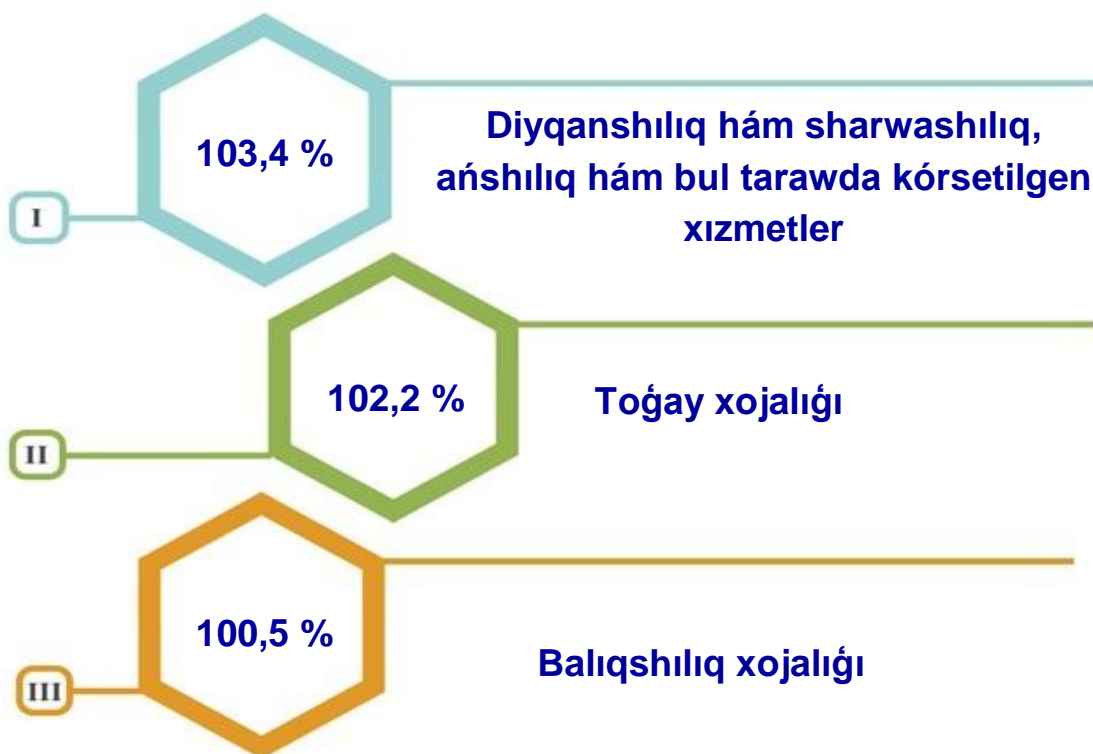 103,4 %
Diyqanshılıq hám sharwashılıq,
ańshılıq hám bul tarawda kórsetilgen
xızmetler
I
102,2 %
Toǵay xojalıǵı
II
100,5 %
Balıqshılıq xojalıǵı
III